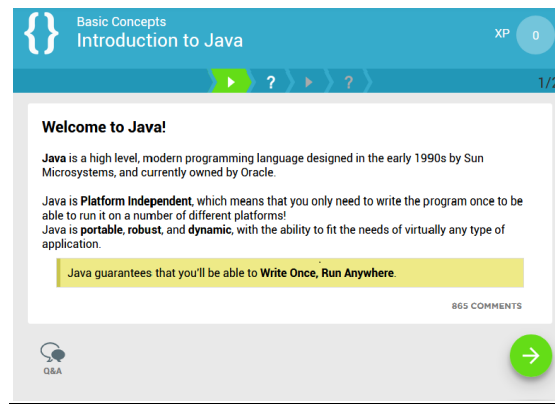 {}
Basic Concepts
Introduction to Java
XP 0
? ?
1/2
Welcome to Java!
Java is a high level, modern programming language designed in the early 1990s by Sun
Microsystems, and currently owned by Oracle.
Java is Platform Independent, which means that you only need to write the program once to be
able to run it on a number of different platforms!
Java is portable, robust, and dynamic, with the ability to fit the needs of virtually any type of
application.
Java guarantees that you'll be able to Write Once, Run Anywhere.
865 COMMENTS
Q&A